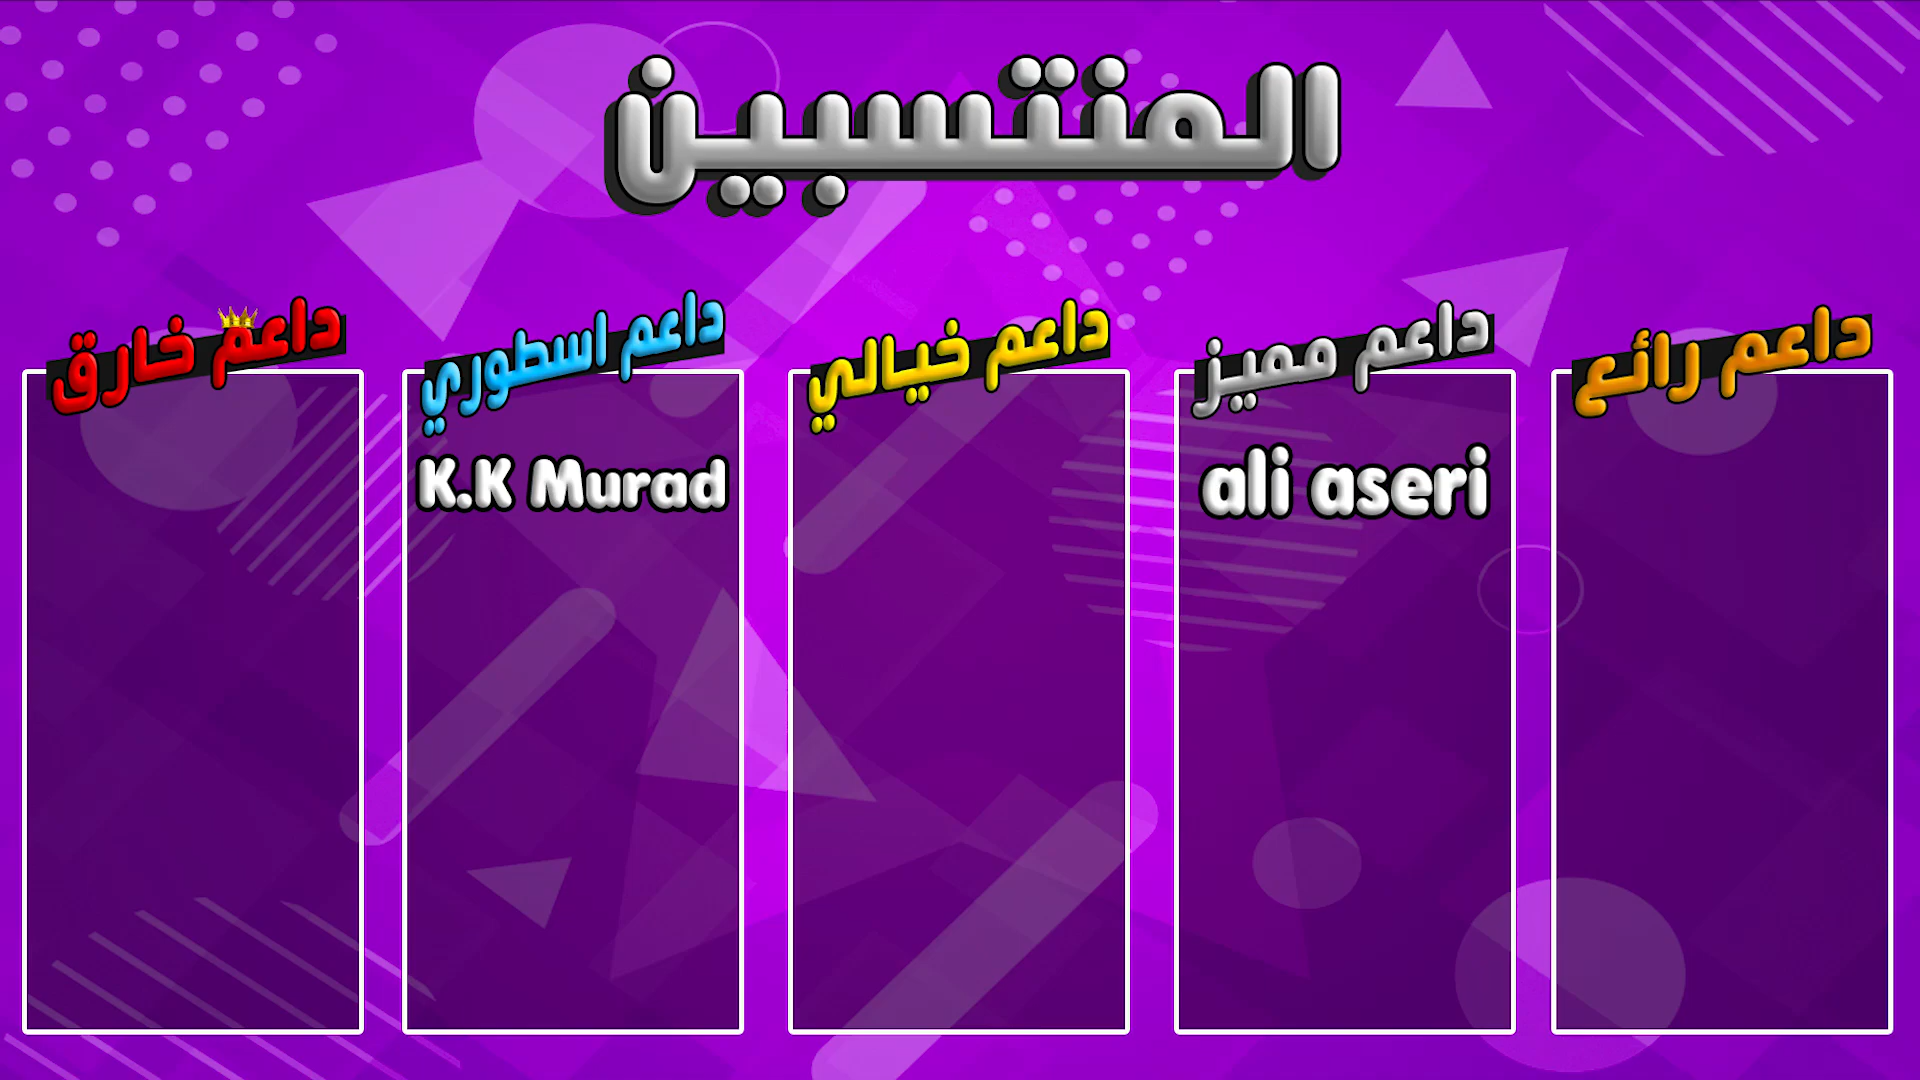 المنتسبين
داعم رائع
داعم مميز
ali aseri
داعم خيالي
داعم اسطوري
K.K Murad
داعم خارق